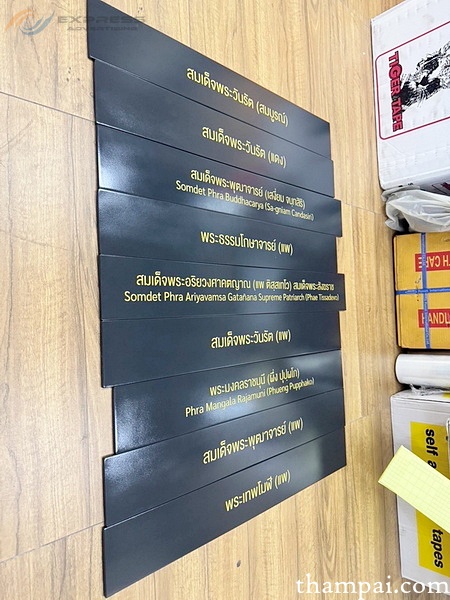 EXPRESS
ADVERTISING
สมเด็จพระวันรัต (สมบูรณ์)
สมเด็จพระวันรัต (แดง)
สมเด็จพระพุฒาจารย์ (เสงี่ยม จนฺทสิริ)
Somdet Phra Buddhacarya (Sa-gniam Candasiri)
พระธรรมโกษาจารย์ (แพ)
สมเด็จพระอริยวงศาคตญาณ (แพ ติสฺสเทโว) สมเด็จพระสังฆราช
Somdet Phra Ariyavamsa Gatañana Supreme Patriarch (Phae Tissadevo)
สมเด็จพระวันรัต (แพ)
พระมงคลราชมุนี (ผึ่ง ปุปฺผโก)
Phra Mangala Rajamuni (Phueng Pupphako)
สมเด็จพระพุฒาจารย์ (แพ)
พระเทพโมฬี (แพ)
TIGER TAPE
HANDL
self a
tapes
thampai.com